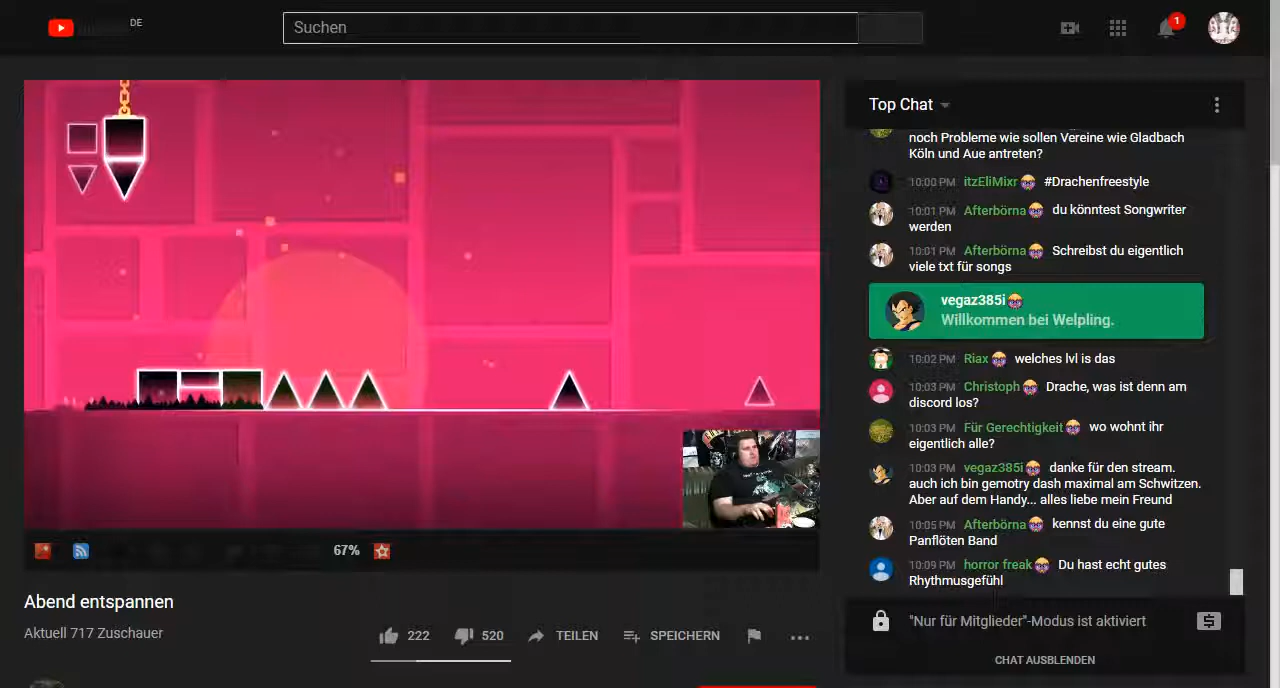 DE
Suchen
1
Top Chat
noch Probleme wie sollen Vereine wie Gladbach
Köln und Aue antreten?
10:00 PM itzEliMixr #Drachenfreestyle
10:01 PM Afterbörna du könntest Songwriter
werden
10:01 PM Afterbörna Schreibst du eigentlich
viele txt für songs
vegaz385i
Willkommen bei Welpling.
10:02 PM Riax welches lvl is das
10:03 PM Christoph Drache, was ist denn am
discord los?
10:03 PM Für Gerechtigkeit wo wohnt ihr
eigentlich alle?
10:03 PM vegaz385i danke für den stream.
auch ich bin gemotry dash maximal am Schwitzen.
Aber auf dem Handy... alles liebe mein Freund
10:05 PM Afterbörna kennst du eine gute
Panflöten Band
10:09 PM horror freak Du hast echt gutes
Rhythmusgefühl
"Nur für Mitglieder"-Modus ist aktiviert
CHAT AUSBLENDEN
67%
Abend entspannen
Aktuell 717 Zuschauer
222
520
TEILEN
SPEICHERN